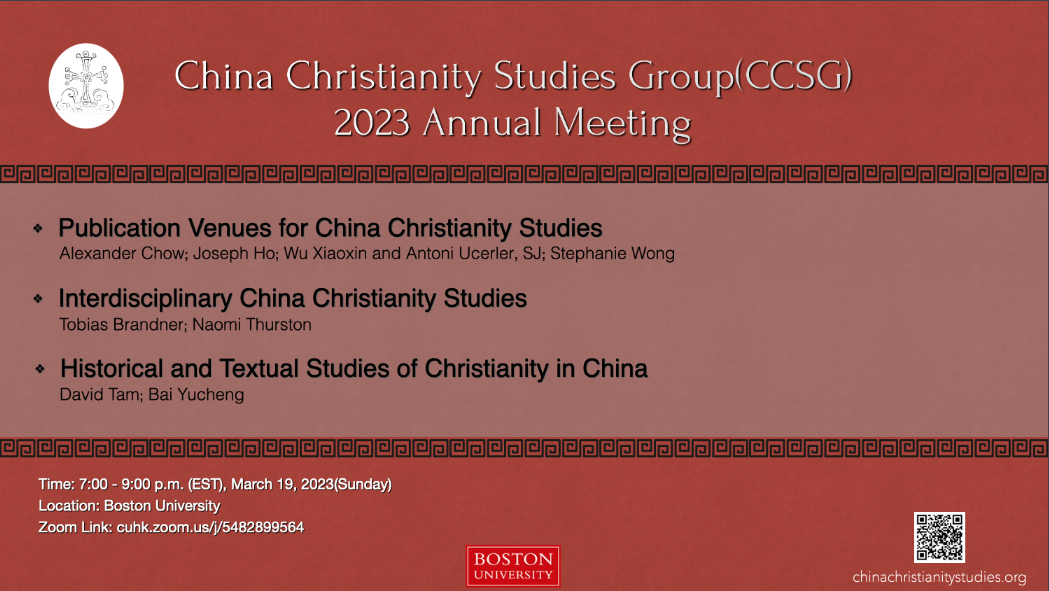 China Christianity Studies Group(CCSG)
2023 Annual Meeting
❖ Publication Venues for China Christianity Studies
Alexander Chow; Joseph Ho; Wu Xiaoxin and Antoni Ucerler, SJ; Stephanie Wong
❖ Interdisciplinary China Christianity Studies
Tobias Brandner; Naomi Thurston
❖ Historical and Textual Studies of Christianity in China
David Tam; Bai Yucheng
Time: 7:00 - 9:00 p.m. (EST), March 19, 2023(Sunday)
Location: Boston University
Zoom Link: cuhk.zoom.us/j/5482899564
BOSTON
UNIVERSITY
chinachristianitystudies.org